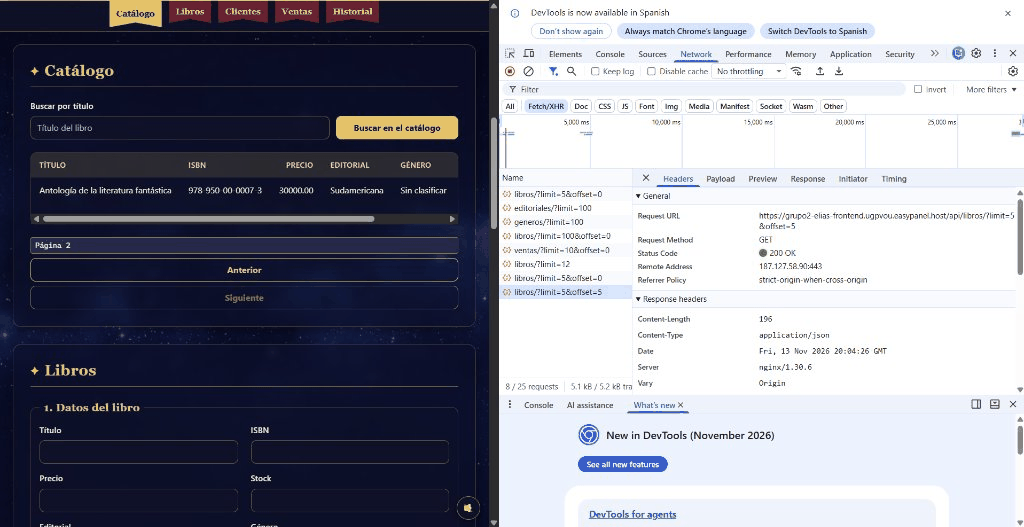 Catálogo
Libros
Clientes
Ventas
Historial
✦ Catálogo
Buscar por título
Título del libro
Buscar en el catálogo
TÍTULO ISBN PRECIO EDITORIAL GÉNERO
Antología de la literatura fantástica 978-950-00-0007-3 30000.00 Sudamericana Sin clasificar
Página 2
Anterior
Siguiente
✦ Libros
1. Datos del libro
Título ISBN
Precio Stock
Editorial Género
DevTools is now available in Spanish
Don't show again Always match Chrome's language Switch DevTools to Spanish
Elements Console Sources Network Performance Memory Application Security
Keep log Disable cache No throttling
Filter Invert More filters
All Fetch/XHR Doc CSS JS Font Img Media Manifest Socket Wasm Other
5,000 ms 10,000 ms 15,000 ms 20,000 ms 25,000 ms
Name
libros/?limit=5&offset=0
editoriales/?limit=100
generos/?limit=100
libros/?limit=100&offset=0
ventas/?limit=10&offset=0
libros/?limit=12
libros/?limit=5&offset=0
libros/?limit=5&offset=5
8 / 25 requests 5.1 kB / 5.2 kB tra
Headers Payload Preview Response Initiator Timing
General
Request URL https://grupo2-elias-frontend.ugpvou.easypanel.host/api/libros/?limit=5
&offset=5
Request Method GET
Status Code 200 OK
Remote Address 187.127.58.90:443
Referrer Policy strict-origin-when-cross-origin
Response headers
Content-Length 196
Content-Type application/json
Date Fri, 13 Nov 2026 20:04:26 GMT
Server nginx/1.30.6
Vary Origin
Console AI assistance What's new
New in DevTools (November 2026)
See all new features
DevTools for agents